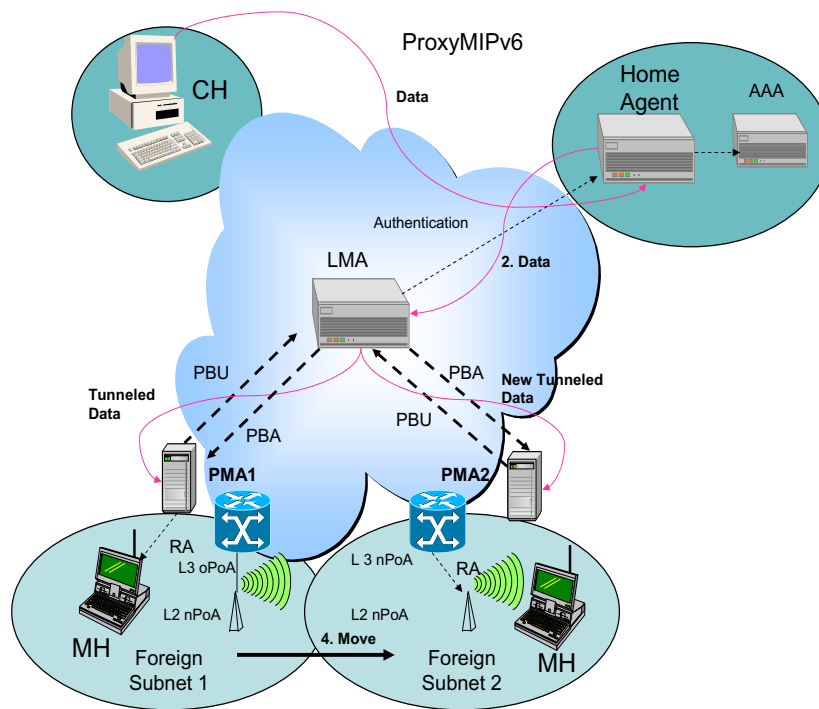 ProxyMIPv6
CH
Data
Home
Agent
AAA
Authentication
LMA
2. Data
PBU
PBA
Tunneled
Data
PBA
New Tunneled
Data
PBU
PMA1
PMA2
RA
L3 oPoA
L 3 nPoA
RA
L2 nPoA
L2 nPoA
4. Move
MH
Foreign
Subnet 1
Foreign
Subnet 2
MH